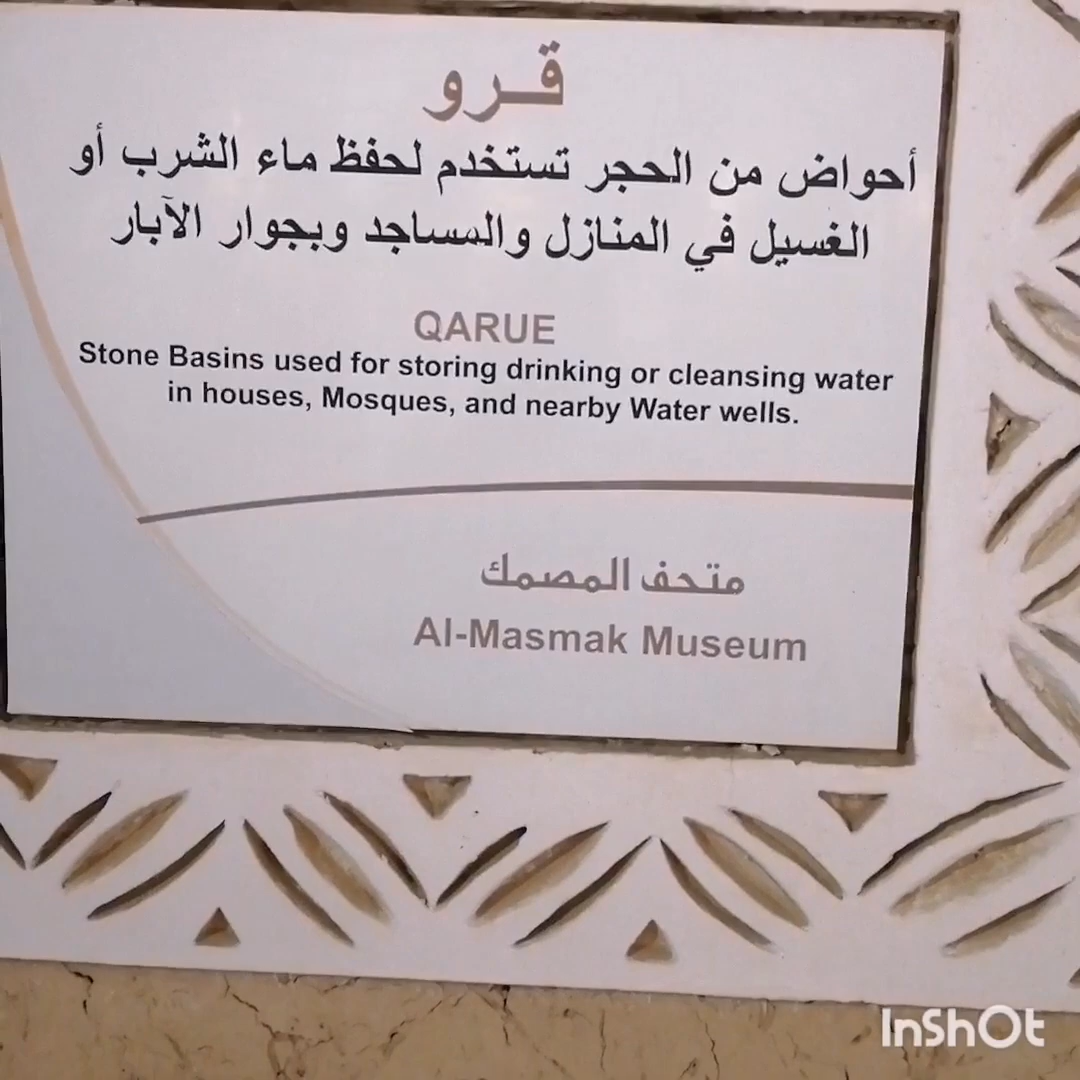 قرو
أحواض من الحجر تستخدم لحفظ ماء الشرب أو
الغسيل في المنازل والمساجد وبجوار الآبار
QARUE
Stone Basins used for storing drinking or cleansing water
in houses, Mosques, and nearby Water wells.
متحف المصمك
Al-Masmak Museum
InShOt